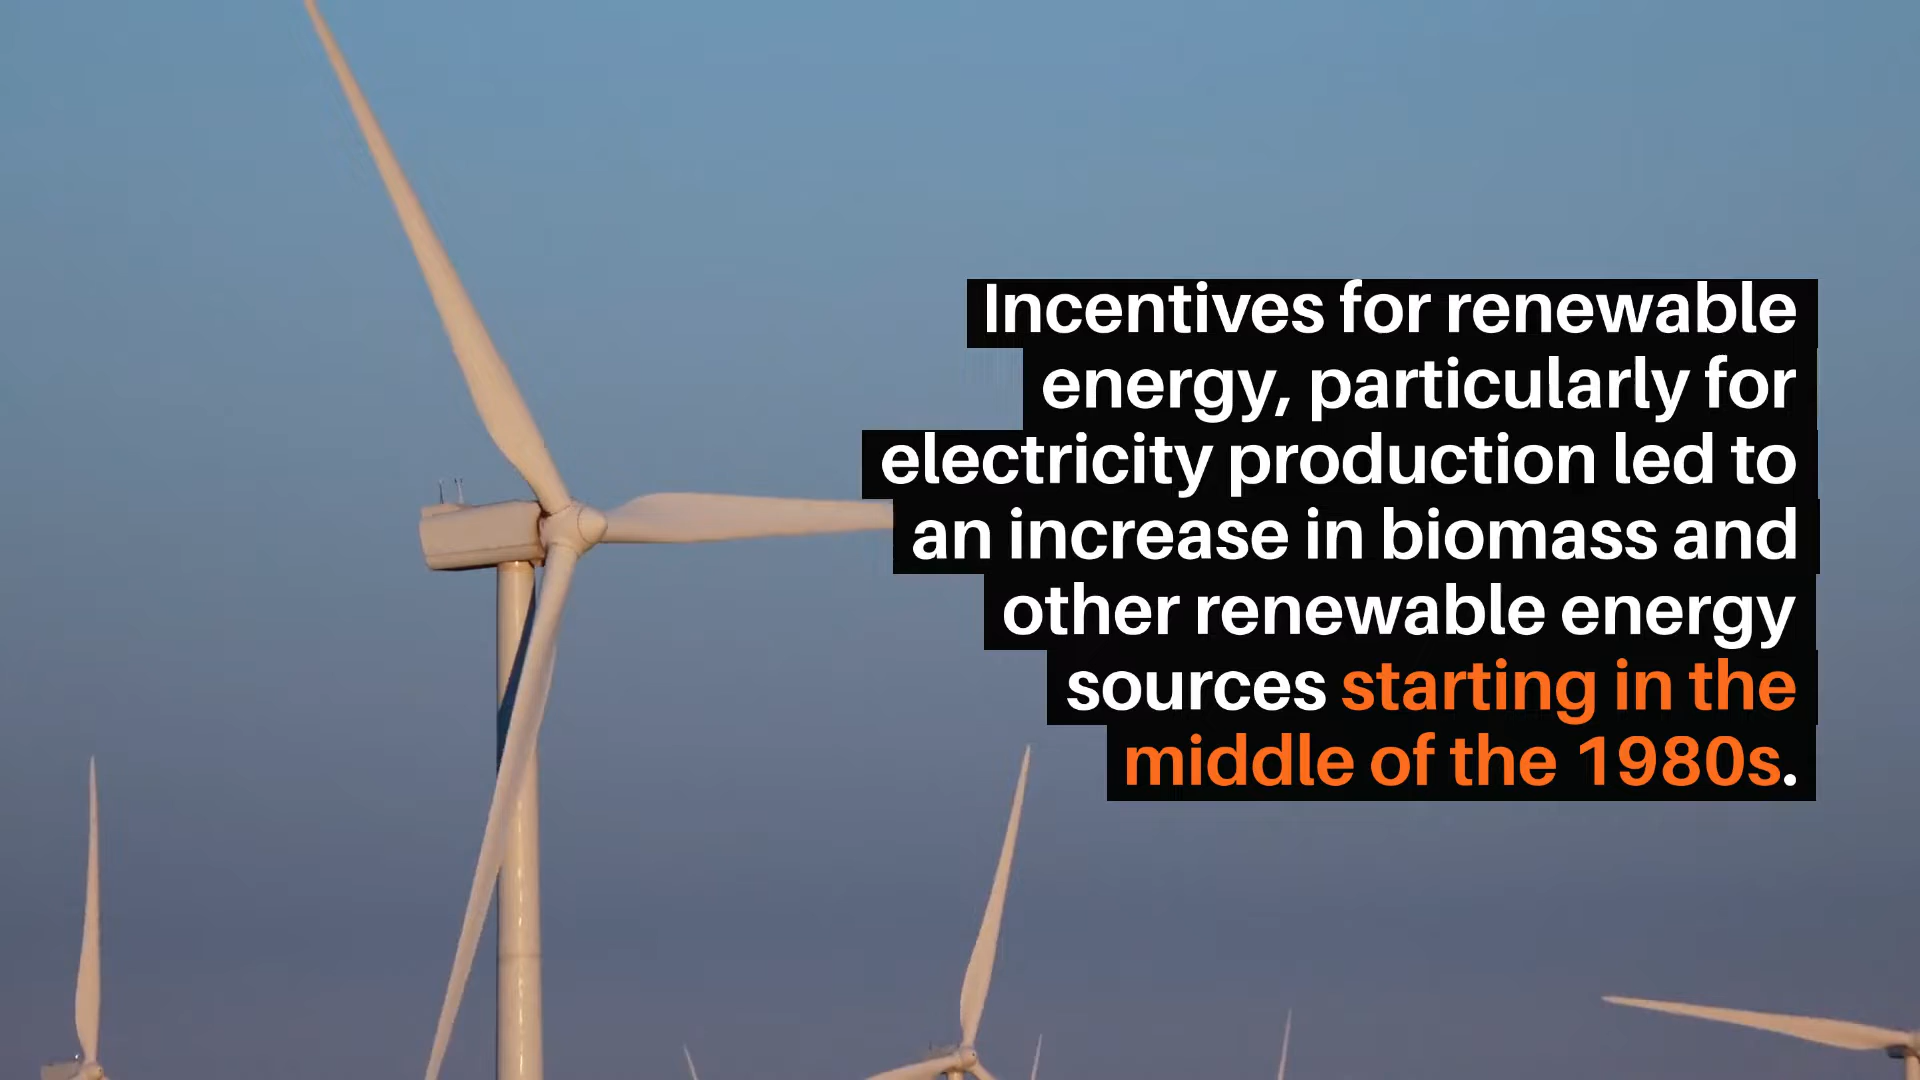 Incentives for renewable
energy, particularly for
electricity production led to
an increase in biomass and
other renewable energy
sources starting in the
middle of the 1980s.